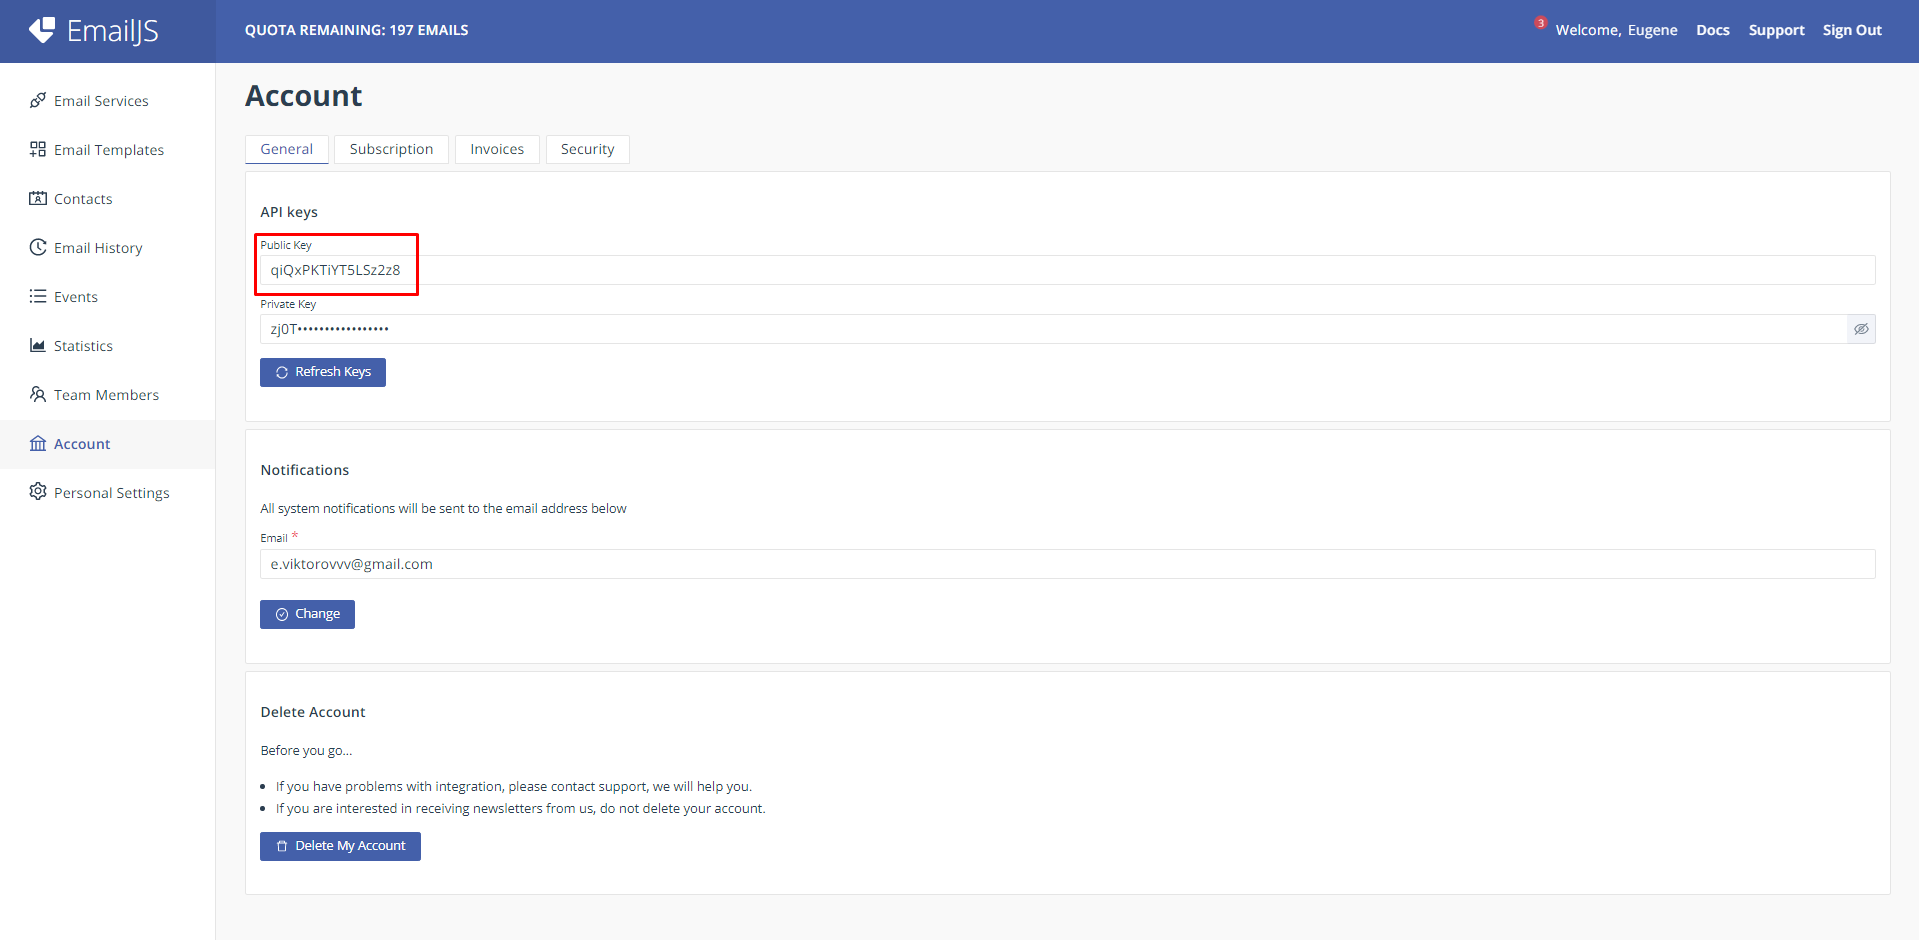 EmailJS
QUOTA REMAINING: 197 EMAILS
3
Welcome, Eugene
Docs
Support
Sign Out
Email Services
Email Templates
Contacts
Email History
Events
Statistics
Team Members
Account
Personal Settings
Account
General
Subscription
Invoices
Security
API keys
Public Key
qiQxPKTiYT5LSz2z8
Private Key
zj0T•••••••••••••••••
Refresh Keys
Notifications
All system notifications will be sent to the email address below
Email *
e.viktorovvv@gmail.com
Change
Delete Account
Before you go...
• If you have problems with integration, please contact support, we will help you.
• If you are interested in receiving newsletters from us, do not delete your account.
Delete My Account